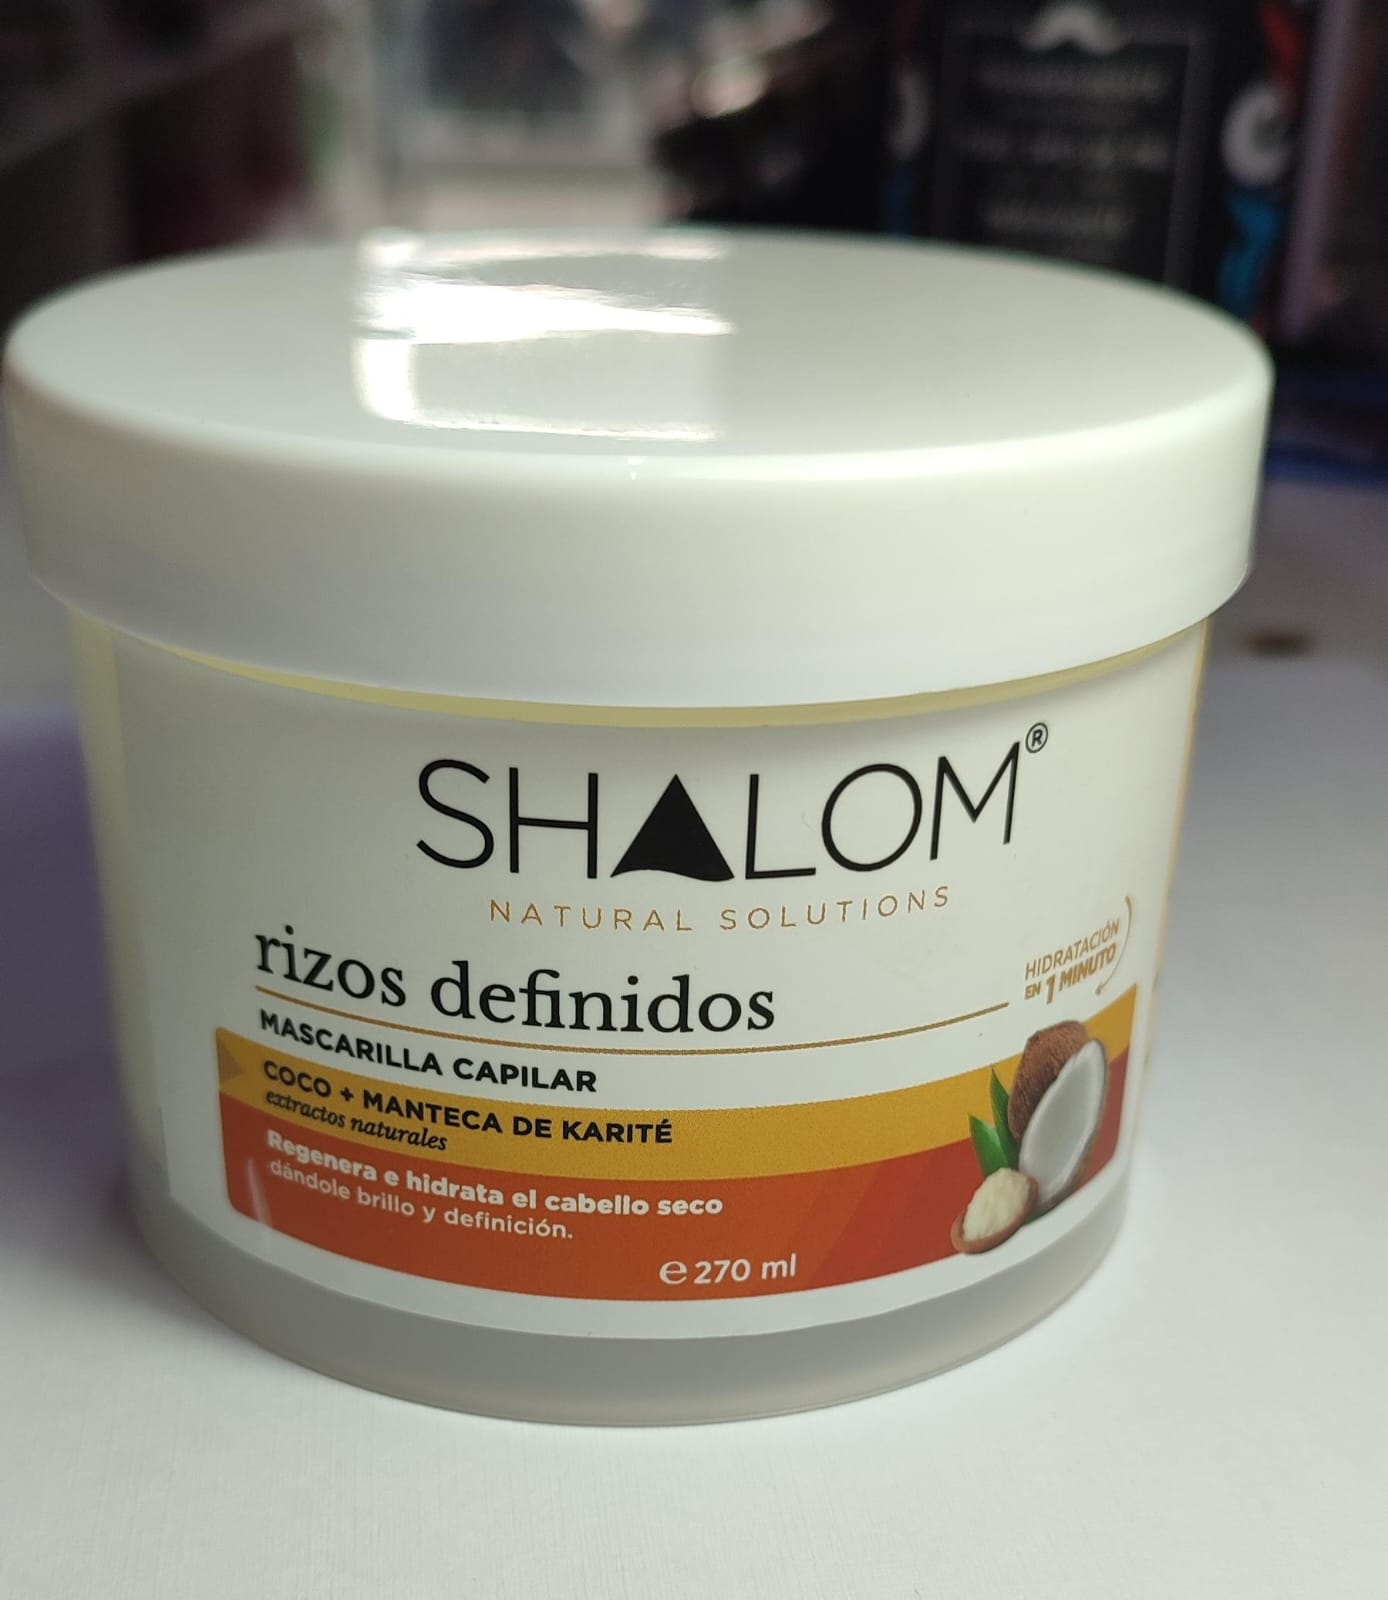 SHALOM®
NATURAL SOLUTIONS
rizos definidos
HIDRATACIÓN
EN 1 MINUTO
MASCARILLA CAPILAR
COCO + MANTECA DE KARITÉ
extractos naturales
Regenera e hidrata el cabello seco
dándole brillo y definición.
℮ 270 ml